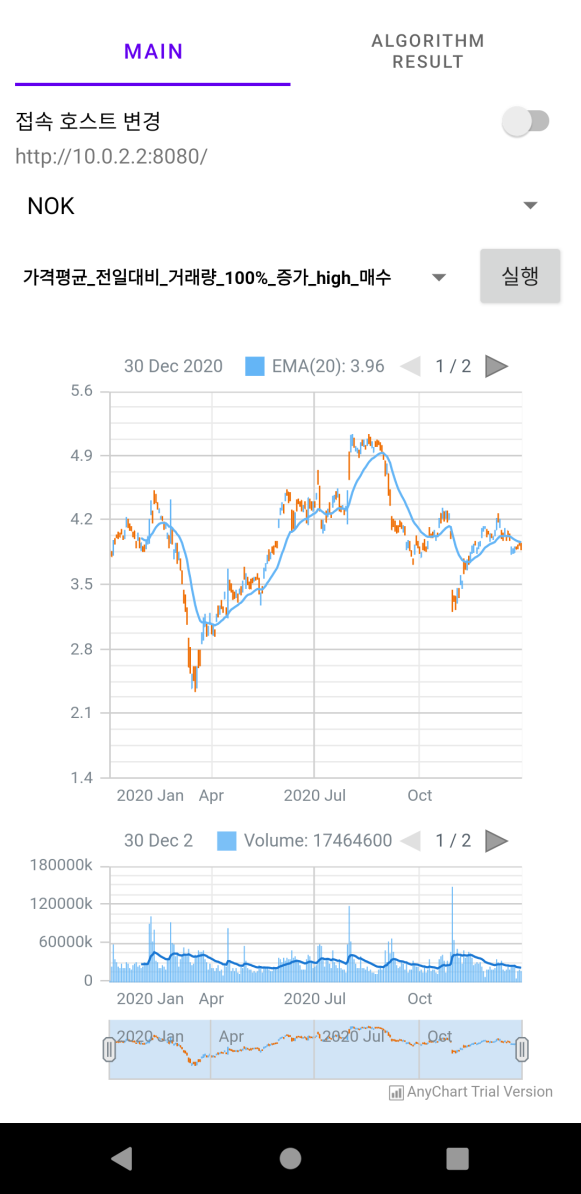 MAIN
ALGORITHM
RESULT
접속 호스트 변경
http://10.0.2.2:8080/
NOK
가격평균_전일대비_거래량_100%_증가_high_매수
실행
30 Dec 2020 EMA(20): 3.96 1 / 2
5.6
4.9
4.2
3.5
2.8
2.1
1.4
2020 Jan Apr 2020 Jul Oct
30 Dec 2 Volume: 17464600 1 / 2
180000k
120000k
60000k
0
2020 Jan Apr 2020 Jul Oct
2020 Jan Apr 2020 Jul Oct
AnyChart Trial Version